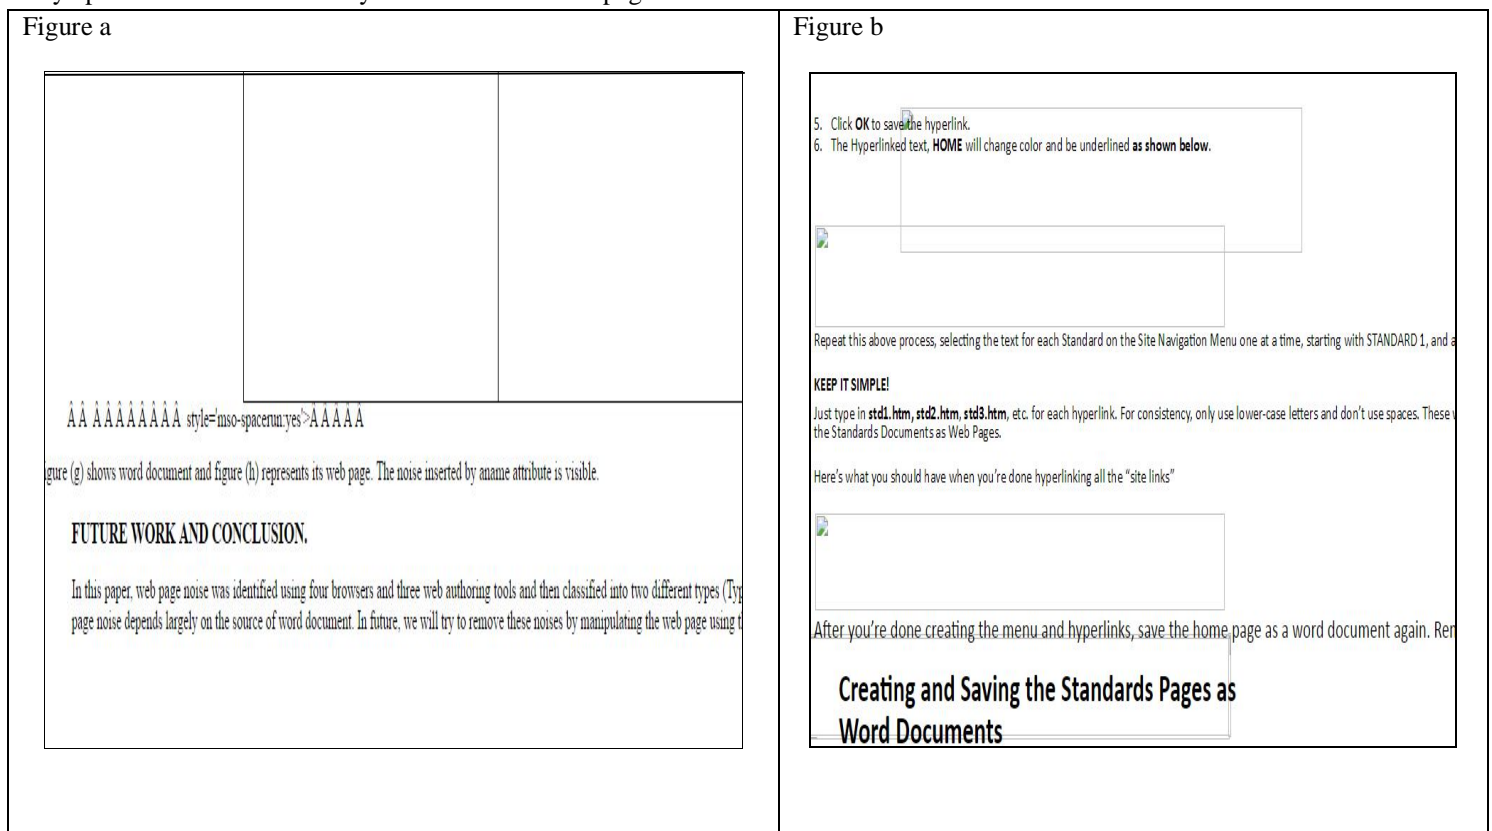 Figure a
Â Â  Â Â Â Â Â Â Â Â Â style='mso-spacerun:yes'>Â Â Â Â Â
igure (g) shows word document and figure (h) represents its web page. The noise inserted by aname attribute is visible.
FUTURE WORK AND CONCLUSION.
In this paper, web page noise was identified using four browsers and three web authoring tools and then classified into two different types (Typ
page noise depends largely on the source of word document. In future, we will try to remove these noises by manipulating the web page using t
Figure b
5. Click OK to save the hyperlink.
6. The Hyperlinked text, HOME will change color and be underlined as shown below.
Repeat this above process, selecting the text for each Standard on the Site Navigation Menu one at a time, starting with STANDARD 1, and a
KEEP IT SIMPLE!
Just type in std1.htm, std2.htm, std3.htm, etc. for each hyperlink. For consistency, only use lower-case letters and don’t use spaces. These
the Standards Documents as Web Pages.
Here’s what you should have when you’re done hyperlinking all the “site links”
After you’re done creating the menu and hyperlinks, save the home page as a word document again. Rem
Creating and Saving the Standards Pages as
Word Documents